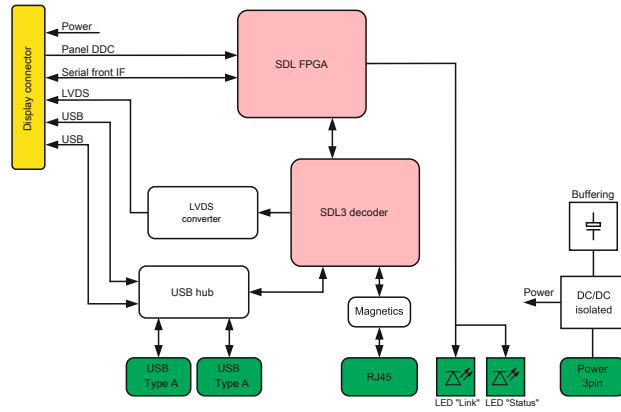 Display connector
Power
Panel DDC
Serial front IF
LVDS
USB
USB
SDL FPGA
LVDS
converter
SDL3 decoder
Buffering
USB hub
Magnetics
Power
DC/DC
isolated
USB
Type A
USB
Type A
RJ45
LED "Link"
LED "Status"
Power
3pin